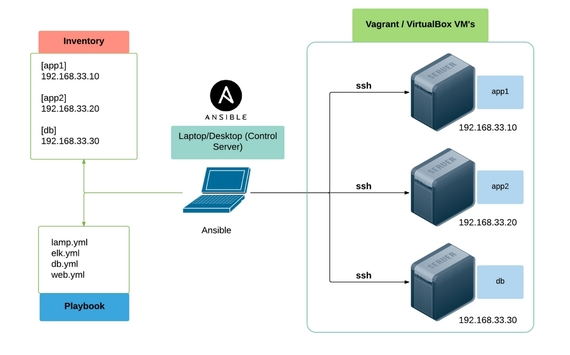 Inventory
[app1]
192.168.33.10
[app2]
192.168.33.20
[db]
192.168.33.30
ANSIBLE
Laptop/Desktop (Control
Server)
Ansible
lamp.yml
elk.yml
db.yml
web.yml
Playbook
Vagrant / VirtualBox VM's
ssh
SERVER
app1
192.168.33.10
ssh
SERVER
app2
192.168.33.20
ssh
SERVER
db
192.168.33.30